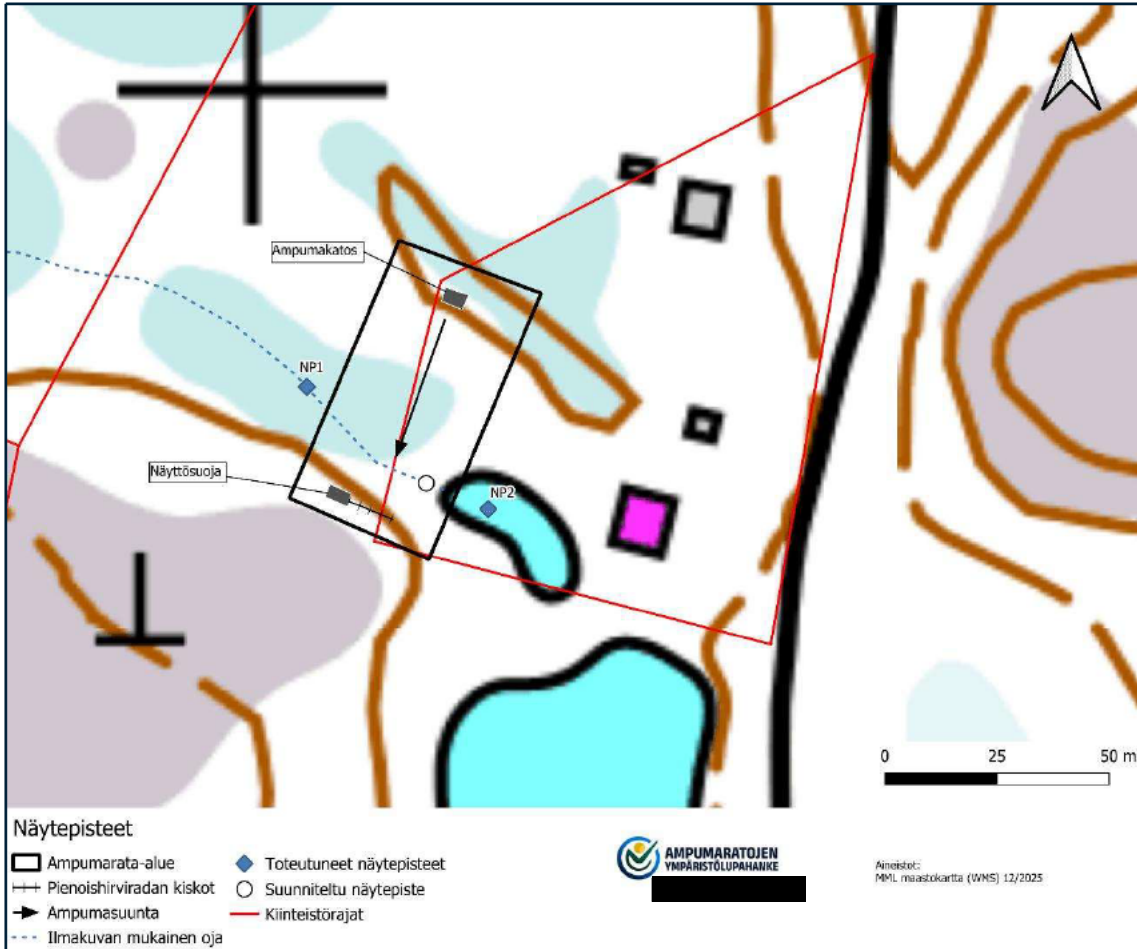 Ampumakatos
NP1
Näyttösuoja
NP2
0 25 50 m
Näytepisteet
Ampumarata-alue
Pienoishirviradan kiskot
Ampumasuunta
Ilmakuvan mukainen oja
Toteutuneet näytepisteet
Suunniteltu näytepiste
Kiinteistörajat
AMPUMARATOJEN
YMPÄRISTÖLUPAHANKE
Aineistot:
MML maastokartta (WMS) 12/2025